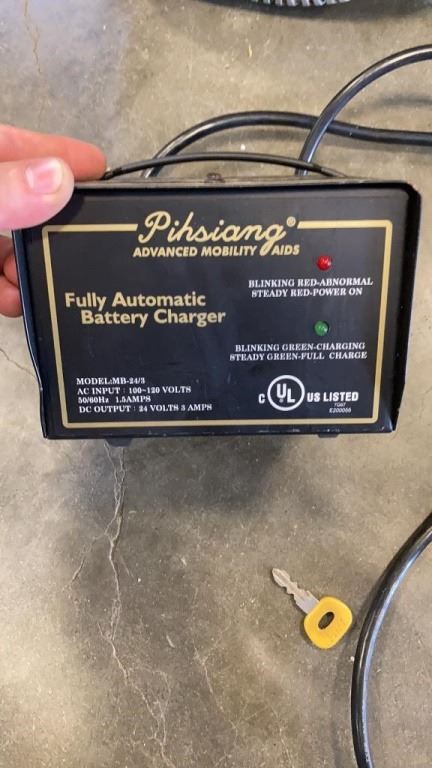 Pihsiang®
ADVANCED MOBILITY AIDS
BLINKING RED-ABNORMAL
STEADY RED-POWER ON
Fully Automatic
Battery Charger
BLINKING GREEN-CHARGING
STEADY GREEN-FULL CHARGE
MODEL:MB-24/3
AC INPUT : 100~120 VOLTS
50/60Hz 1.5AMPS
DC OUTPUT : 24 VOLTS 3 AMPS
C UL ® US LISTED
7G67
E200056